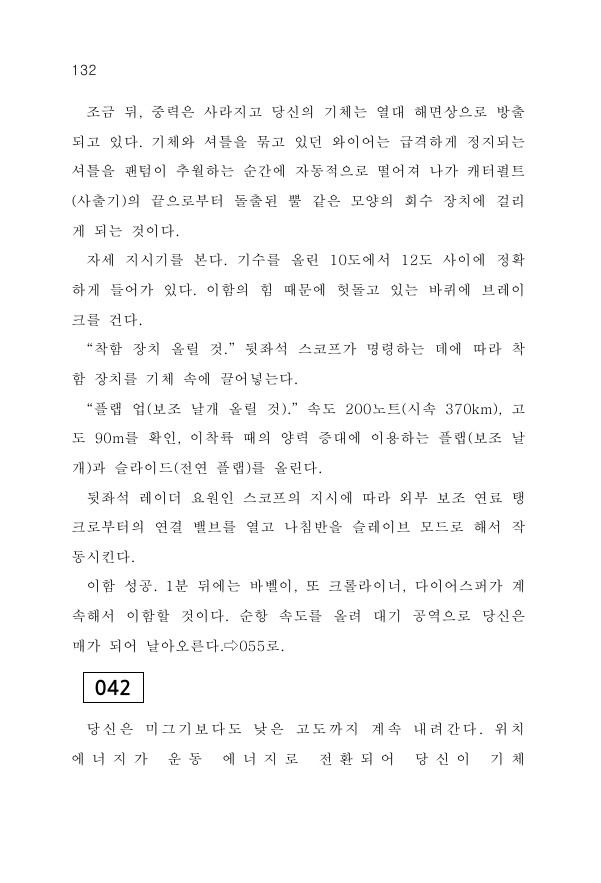 132
조금 뒤, 중력은 사라지고 당신의 기체는 열대 해면상으로 방출
되고 있다. 기체와 셔틀을 묶고 있던 와이어는 급격하게 정지되는
셔틀을 팬텀이 추월하는 순간에 자동적으로 떨어져 나가 캐터펄트
(사출기)의 끝으로부터 돌출된 뿔 같은 모양의 회수 장치에 걸리
게 되는 것이다.
자세 지시기를 본다. 기수를 올린 10도에서 12도 사이에 정확
하게 들어가 있다. 이함의 힘 때문에 헛돌고 있는 바퀴에 브레이
크를 건다.
“착함 장치 올릴 것.” 뒷좌석 스코프가 명령하는 데에 따라 착
함 장치를 기체 속에 끌어넣는다.
“플랩 업(보조 날개 올릴 것).” 속도 200노트(시속 370km), 고
도 90m를 확인, 이착륙 때의 양력 증대에 이용하는 플랩(보조 날
개)과 슬라이드(전연 플랩)를 올린다.
뒷좌석 레이더 요원인 스코프의 지시에 따라 외부 보조 연료 탱
크로부터의 연결 밸브를 열고 나침반을 슬레이브 모드로 해서 작
동시킨다.
이함 성공. 1분 뒤에는 바벨이, 또 크롤라이너, 다이어스퍼가 계
속해서 이함할 것이다. 순항 속도를 올려 대기 공역으로 당신은
매가 되어 날아오른다.⇨055로.
042
당신은 미그기보다도 낮은 고도까지 계속 내려간다. 위치
에너지가 운동 에너지로 전환되어 당신이 기체